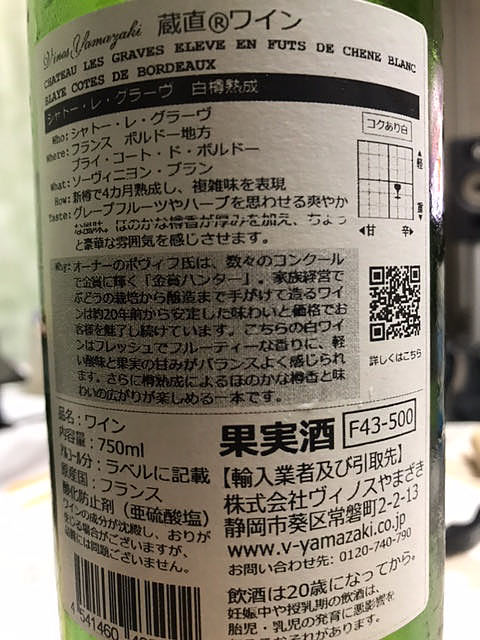 Vinos Yamazaki 蔵直®ワイン
CHATEAU LES GRAVES ELEVE EN FUTS DE CHENE BLANC
BLAYE COTES DE BORDEAUX
シャトー・レ・グラーヴ 白樽熟成
Who: シャトー・レ・グラーヴ
Where: フランス ボルドー地方
ブライ・コート・ド・ボルドー
What: ソーヴィニヨン・ブラン
How: 新樽で4カ月熟成し、複雑味を表現
Taste: グレープフルーツやハーブを思わせる爽やか
な風味。ほのかな樽香が厚みを加え、ちょっ
と豪華な雰囲気を感じさせます。
コクあり白
軽
重
甘 辛
Why: オーナーのポヴィフ氏は、数々のコンクール
で金賞に輝く「金賞ハンター」。家族経営で
ぶどうの栽培から醸造まで手がけて造るワイ
ンは約20年前から安定した味わいと価格でお
客様を魅了し続けています。こちらの白ワイ
ンはフレッシュでフルーティーな香りに、軽
い酸味と果実の甘みがバランスよく感じられ
ます。さらに樽熟成によるほのかな樽香と味
わいの広がりが楽しめる一本です。
詳しくはこちら
品名：ワイン
内容量：750ml
アルコール分：ラベルに記載
原産国：フランス
酸化防止剤（亜硫酸塩）
ワインの成分が沈殿し、おりが
生じる場合がございますが、
品質には問題ございません。
4 541460
果実酒 F43-500
【輸入業者及び引取先】
株式会社ヴィノスやまざき
静岡市葵区常磐町2-2-13
www.v-yamazaki.co.jp
お問い合わせ先: 0120-740-790
飲酒は20歳になってから。
妊娠中や授乳期の飲酒は、
胎児・乳児の発育に悪影響を